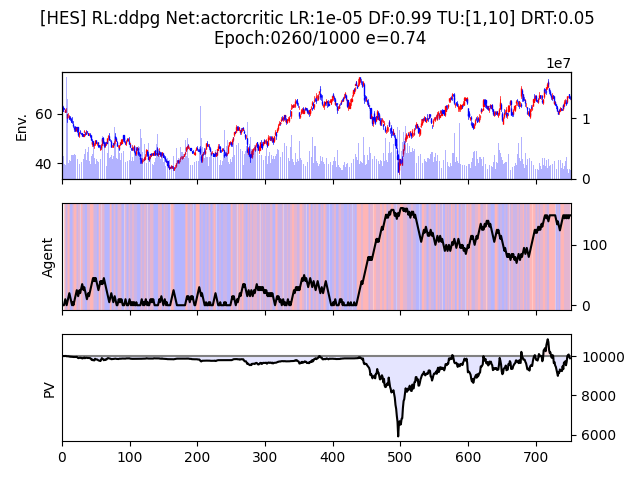 [HES] RL:ddpg Net:actorcritic LR:1e-05 DF:0.99 TU:[1,10] DRT:0.05
Epoch:0260/1000 e=0.74
1e7
Env.
60
40
1
0
Agent
100
0
PV
10000
8000
6000
0 100 200 300 400 500 600 700